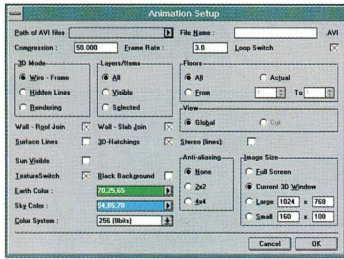 Animation Setup
Path of AVI files File Name : .AVI
Compression : 50.000 Frame Rate : 3.0 Loop Switch
3D Mode Layers/Items Floors
Wire - Frame All All Actual
Hidden Lines Visible From To
Rendering Selected View
Wall - Roof Join Wall - Slab Join Global Cut
Surface Lines 3D-Hatchings Stereo (lines):
Sun Visible Anti-aliasing Image Size
TextureSwitch Black Background None Full Screen
Earth Color : 70,25,65 2x2 Current 3D Window
Sky Color : 54,85,70 4x4 Large 1024 x 768
Color System : 256 (8bits) Small 160 x 100
Cancel OK